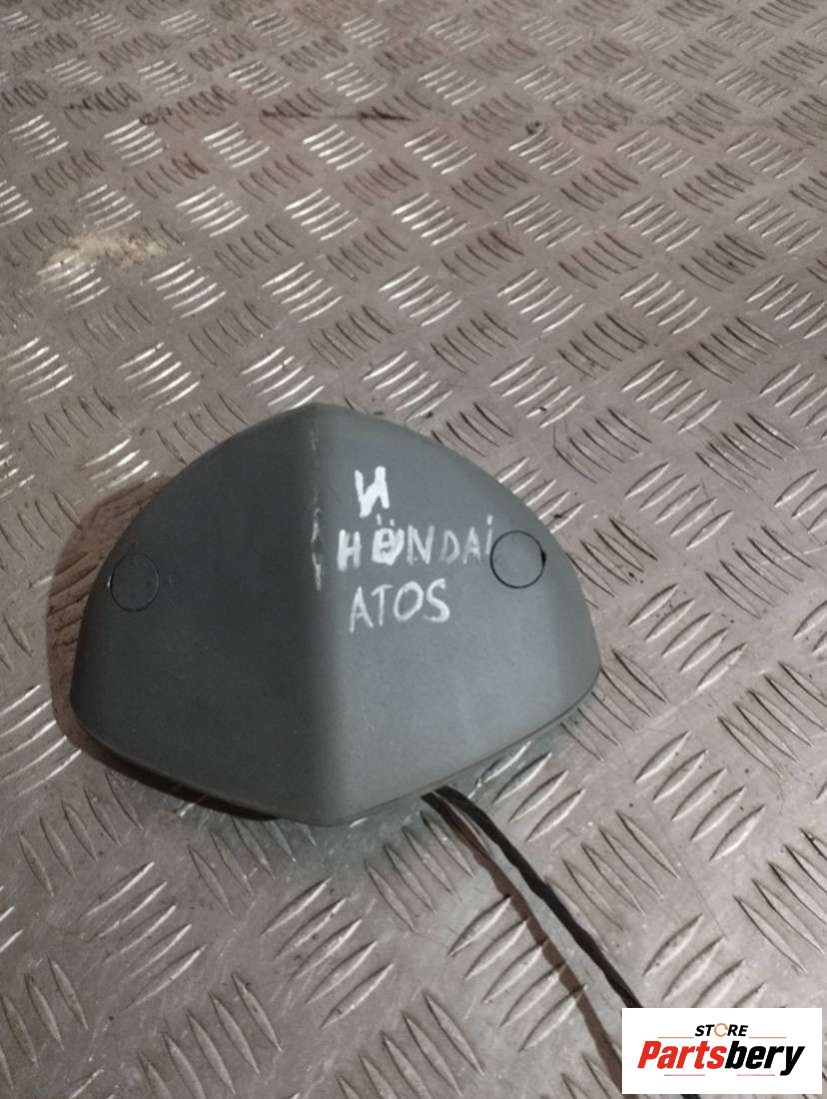 И
HÜNDAi
ATOS
STORE
Partsbery